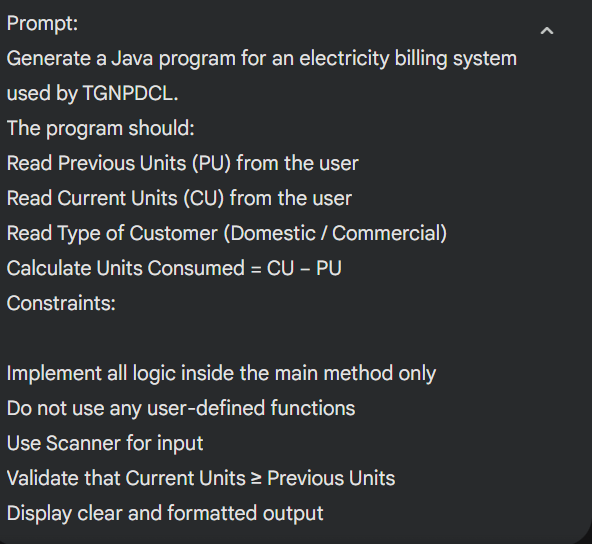 Prompt:
Generate a Java program for an electricity billing system
used by TGNPDCL.
The program should:
Read Previous Units (PU) from the user
Read Current Units (CU) from the user
Read Type of Customer (Domestic / Commercial)
Calculate Units Consumed = CU – PU
Constraints:
Implement all logic inside the main method only
Do not use any user-defined functions
Use Scanner for input
Validate that Current Units ≥ Previous Units
Display clear and formatted output